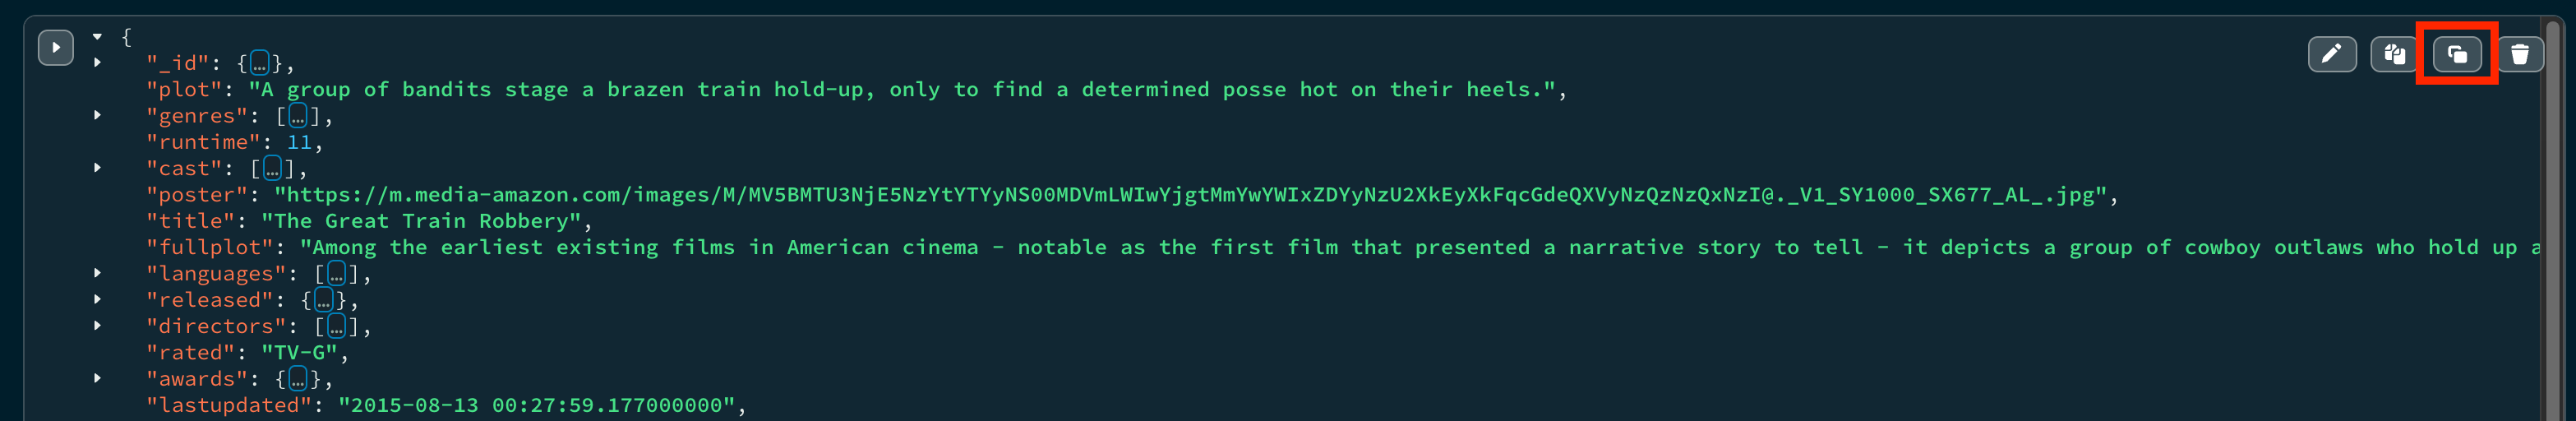 {
"_id": {…},
"plot": "A group of bandits stage a brazen train hold-up, only to find a determined posse hot on their heels.",
"genres": […],
"runtime": 11,
"cast": […],
"poster": "https://m.media-amazon.com/images/M/MV5BMTU3NjE5NzYtYTYyNS00MDVmLWIwYjgtMmYwYWIxZDYyNzU2XkEyXkFqcGdeQXVyNzQzNzQxNzI@._V1_SY1000_SX677_AL_.jpg",
"title": "The Great Train Robbery",
"fullplot": "Among the earliest existing films in American cinema - notable as the first film that presented a narrative story to tell - it depicts a group of cowboy outlaws who hold up a
"languages": […],
"released": {…},
"directors": […],
"rated": "TV-G",
"awards": {…},
"lastupdated": "2015-08-13 00:27:59.177000000",